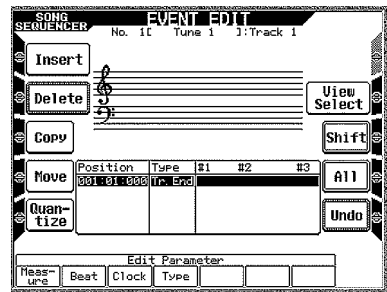 SONG SEQUENCER
EVENT EDIT
No. 1[ Tune 1 ]:Track 1
Insert
Delete
View Select
Copy
Shift
Move
Position Type #1 #2 #3
001:01:000 Tr. End
All
Quan-
tize
Undo
Edit Parameter
Meas-
ure
Beat
Clock
Type